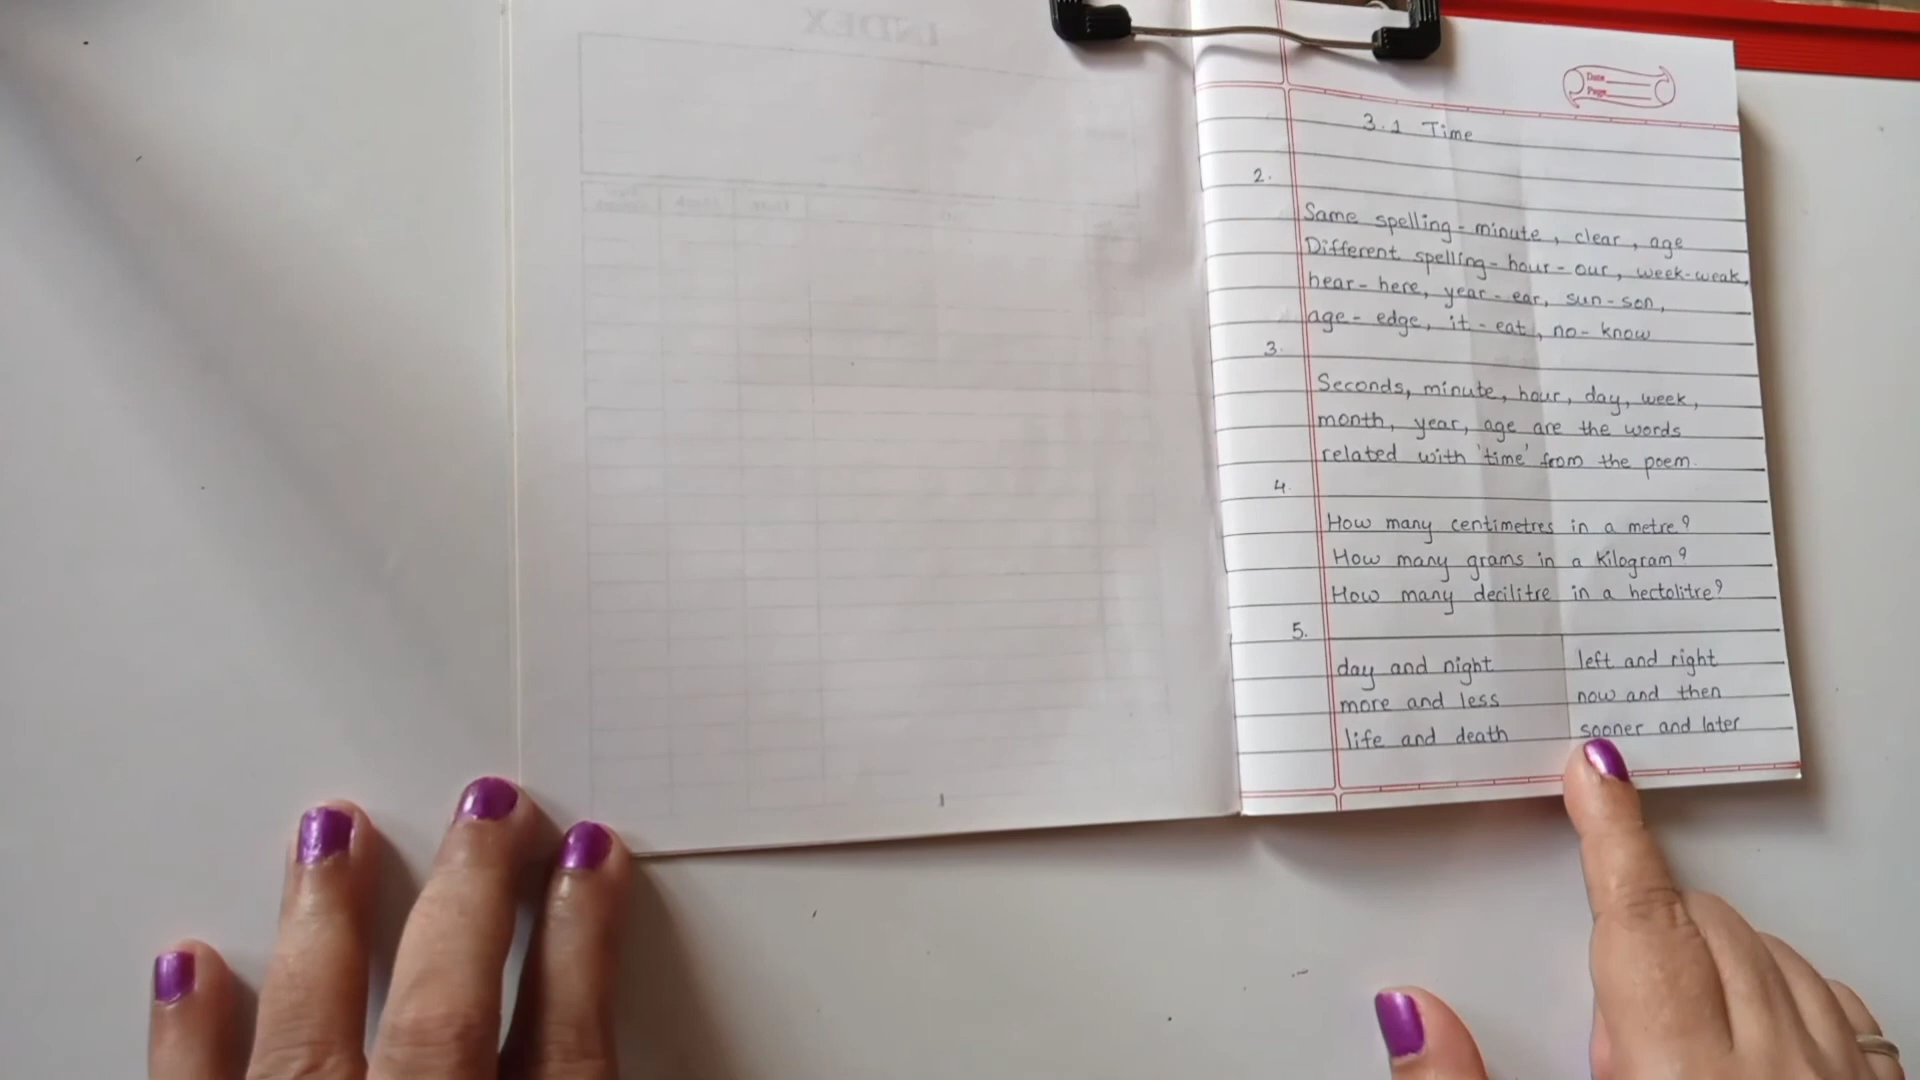 INDEX
Date
Page
3.1 Time
2.
Same spelling - minute, clear, age
Different spelling - hour - our, week-weak,
hear - here, year - ear, sun - son,
age - edge, it - eat, no - know
3.
Seconds, minute, hour, day, week,
month, year, age are the words
related with 'time' from the poem.
4.
How many centimetres in a metre?
How many grams in a kilogram?
How many decilitre in a hectolitre?
5.
day and night left and right
more and less now and then
life and death sooner and later